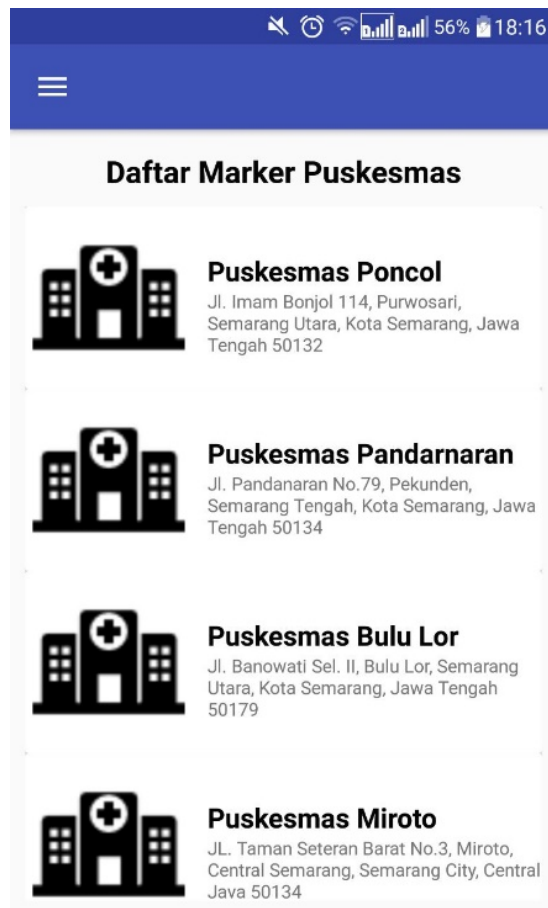 56% 18:16
Daftar Marker Puskesmas
Puskesmas Poncol
Jl. Imam Bonjol 114, Purwosari,
Semarang Utara, Kota Semarang, Jawa
Tengah 50132
Puskesmas Pandarnaran
Jl. Pandanaran No.79, Pekunden,
Semarang Tengah, Kota Semarang, Jawa
Tengah 50134
Puskesmas Bulu Lor
Jl. Banowati Sel. II, Bulu Lor, Semarang
Utara, Kota Semarang, Jawa Tengah
50179
Puskesmas Miroto
JL. Taman Seteran Barat No.3, Miroto,
Central Semarang, Semarang City, Central
Java 50134